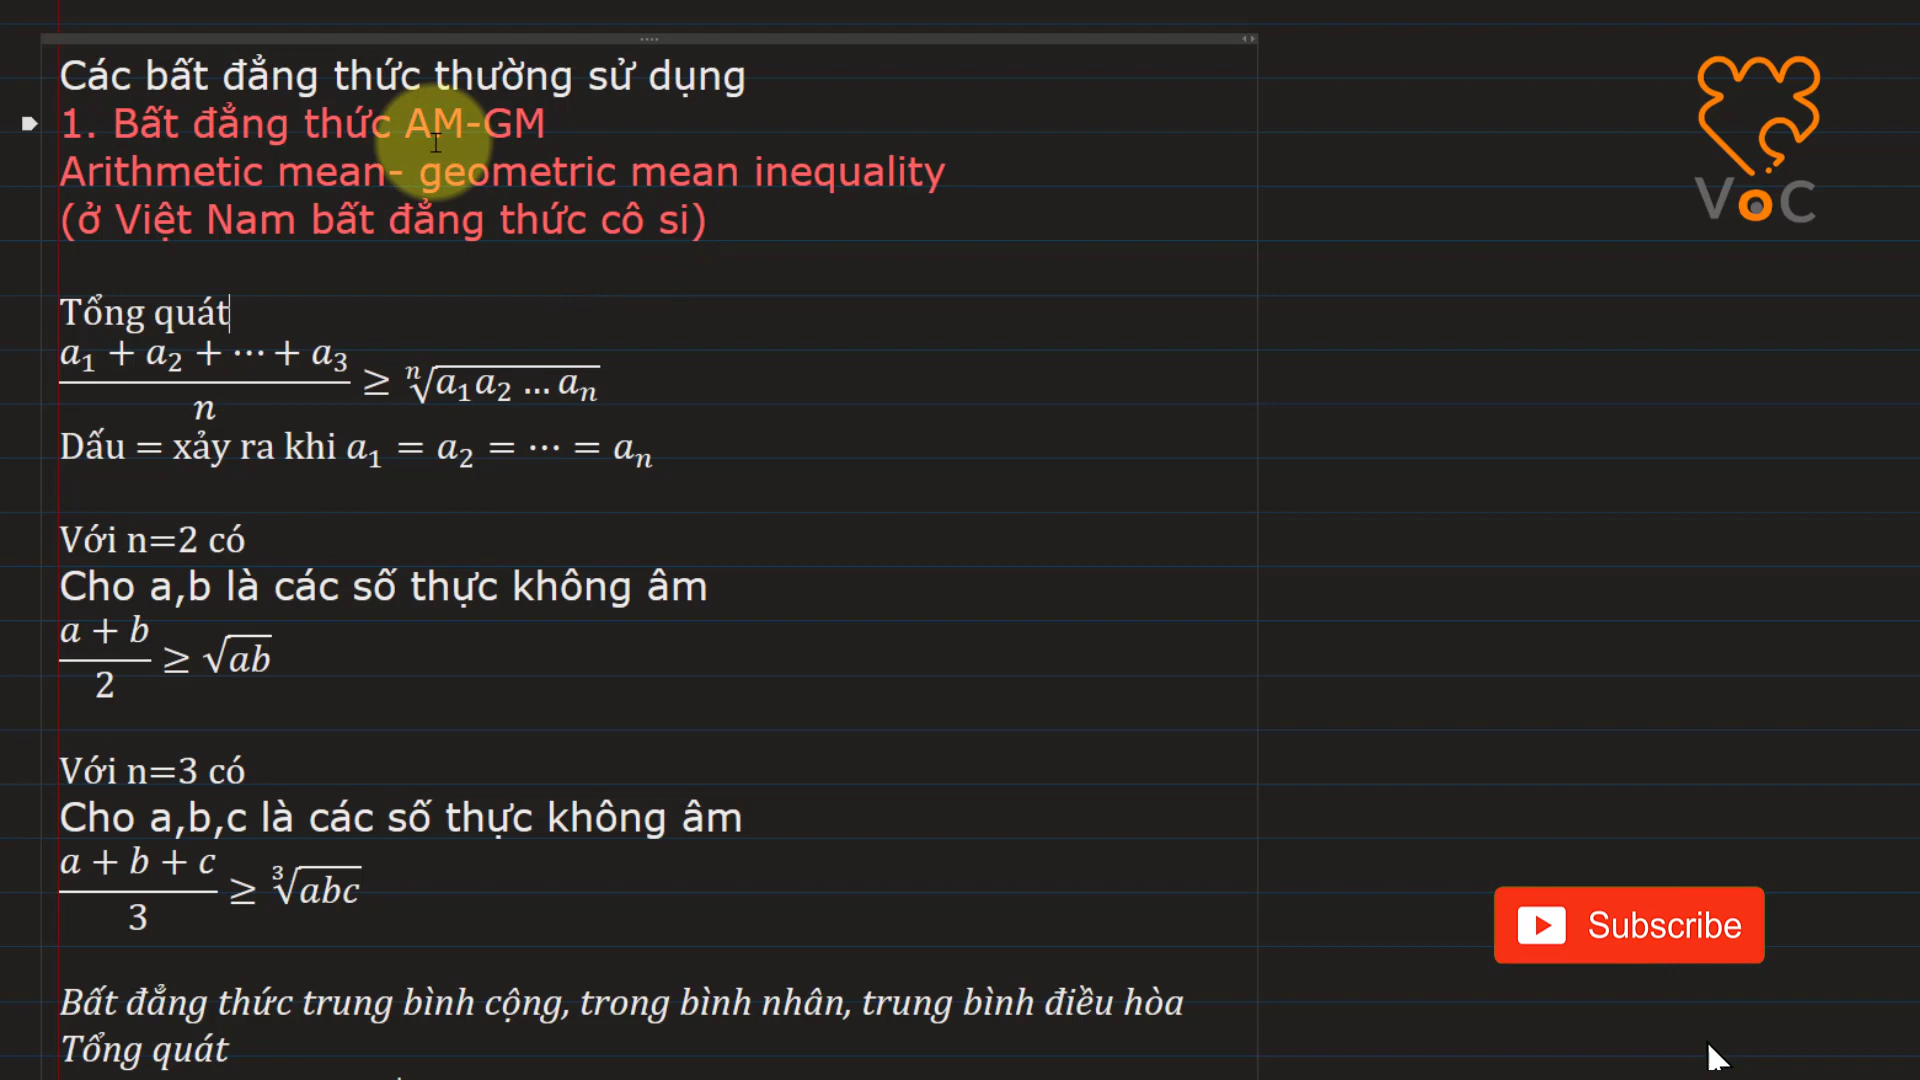 Các bất đẳng thức thường sử dụng
1. Bất đẳng thức AM-GM
Arithmetic mean- geometric mean inequality
(ở Việt Nam bất đẳng thức cô si)
VOC
Tổng quát
(a₁ + a₂ + ⋯ + a₃)/n ≥ ⁿ√(a₁a₂ … aₙ)
Dấu = xảy ra khi a₁ = a₂ = ⋯ = aₙ
Với n=2 có
Cho a,b là các số thực không âm
(a + b)/2 ≥ √(ab)
Với n=3 có
Cho a,b,c là các số thực không âm
(a + b + c)/3 ≥ ³√(abc)
Subscribe
Bất đẳng thức trung bình cộng, trong bình nhân, trung bình điều hòa
Tổng quát